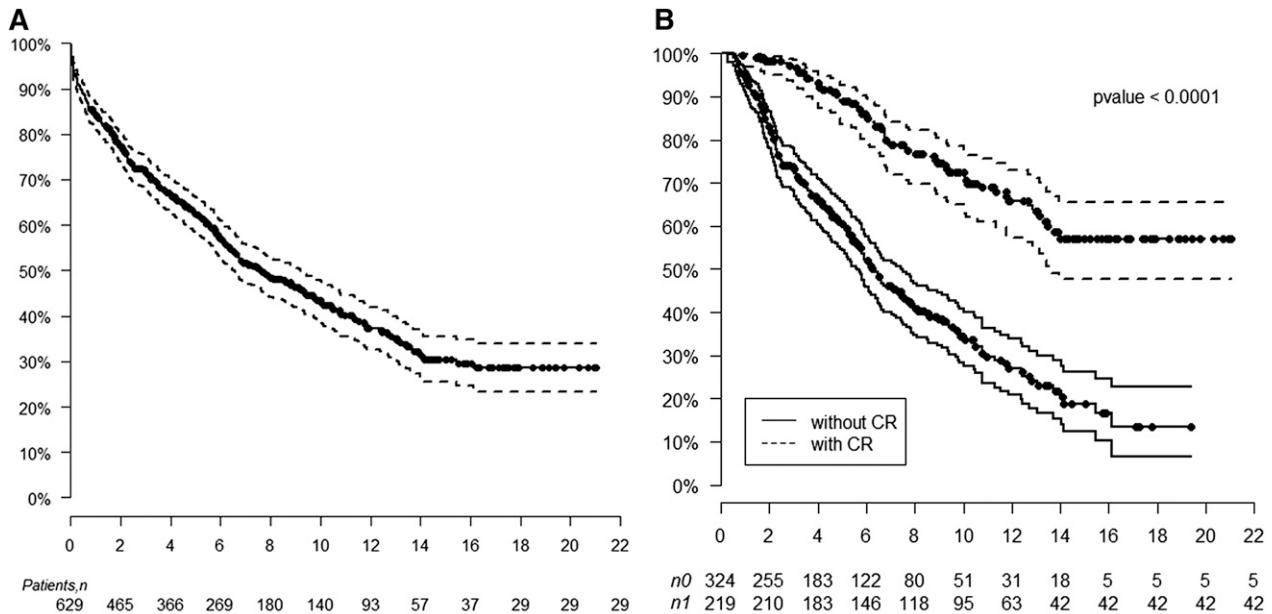 A
100%
90%
80%
70%
60%
50%
40%
30%
20%
10%
0%
0 2 4 6 8 10 12 14 16 18 20 22
Patients,n
629 465 366 269 180 140 93 57 37 29 29 29
B
100%
90%
80%
70%
60%
50%
40%
30%
20%
10%
0%
pvalue < 0.0001
without CR
with CR
0 2 4 6 8 10 12 14 16 18 20 22
n0 324 255 183 122 80 51 31 18 5 5 5 5
n1 219 210 183 146 118 95 63 42 42 42 42 42